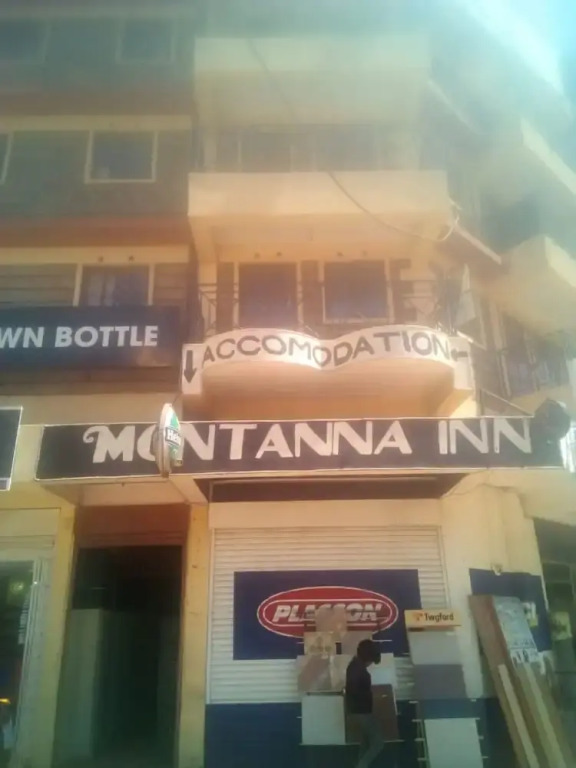 WN BOTTLE
ACCOMODATION
MONTANNA INN
PLASCON
Twyford